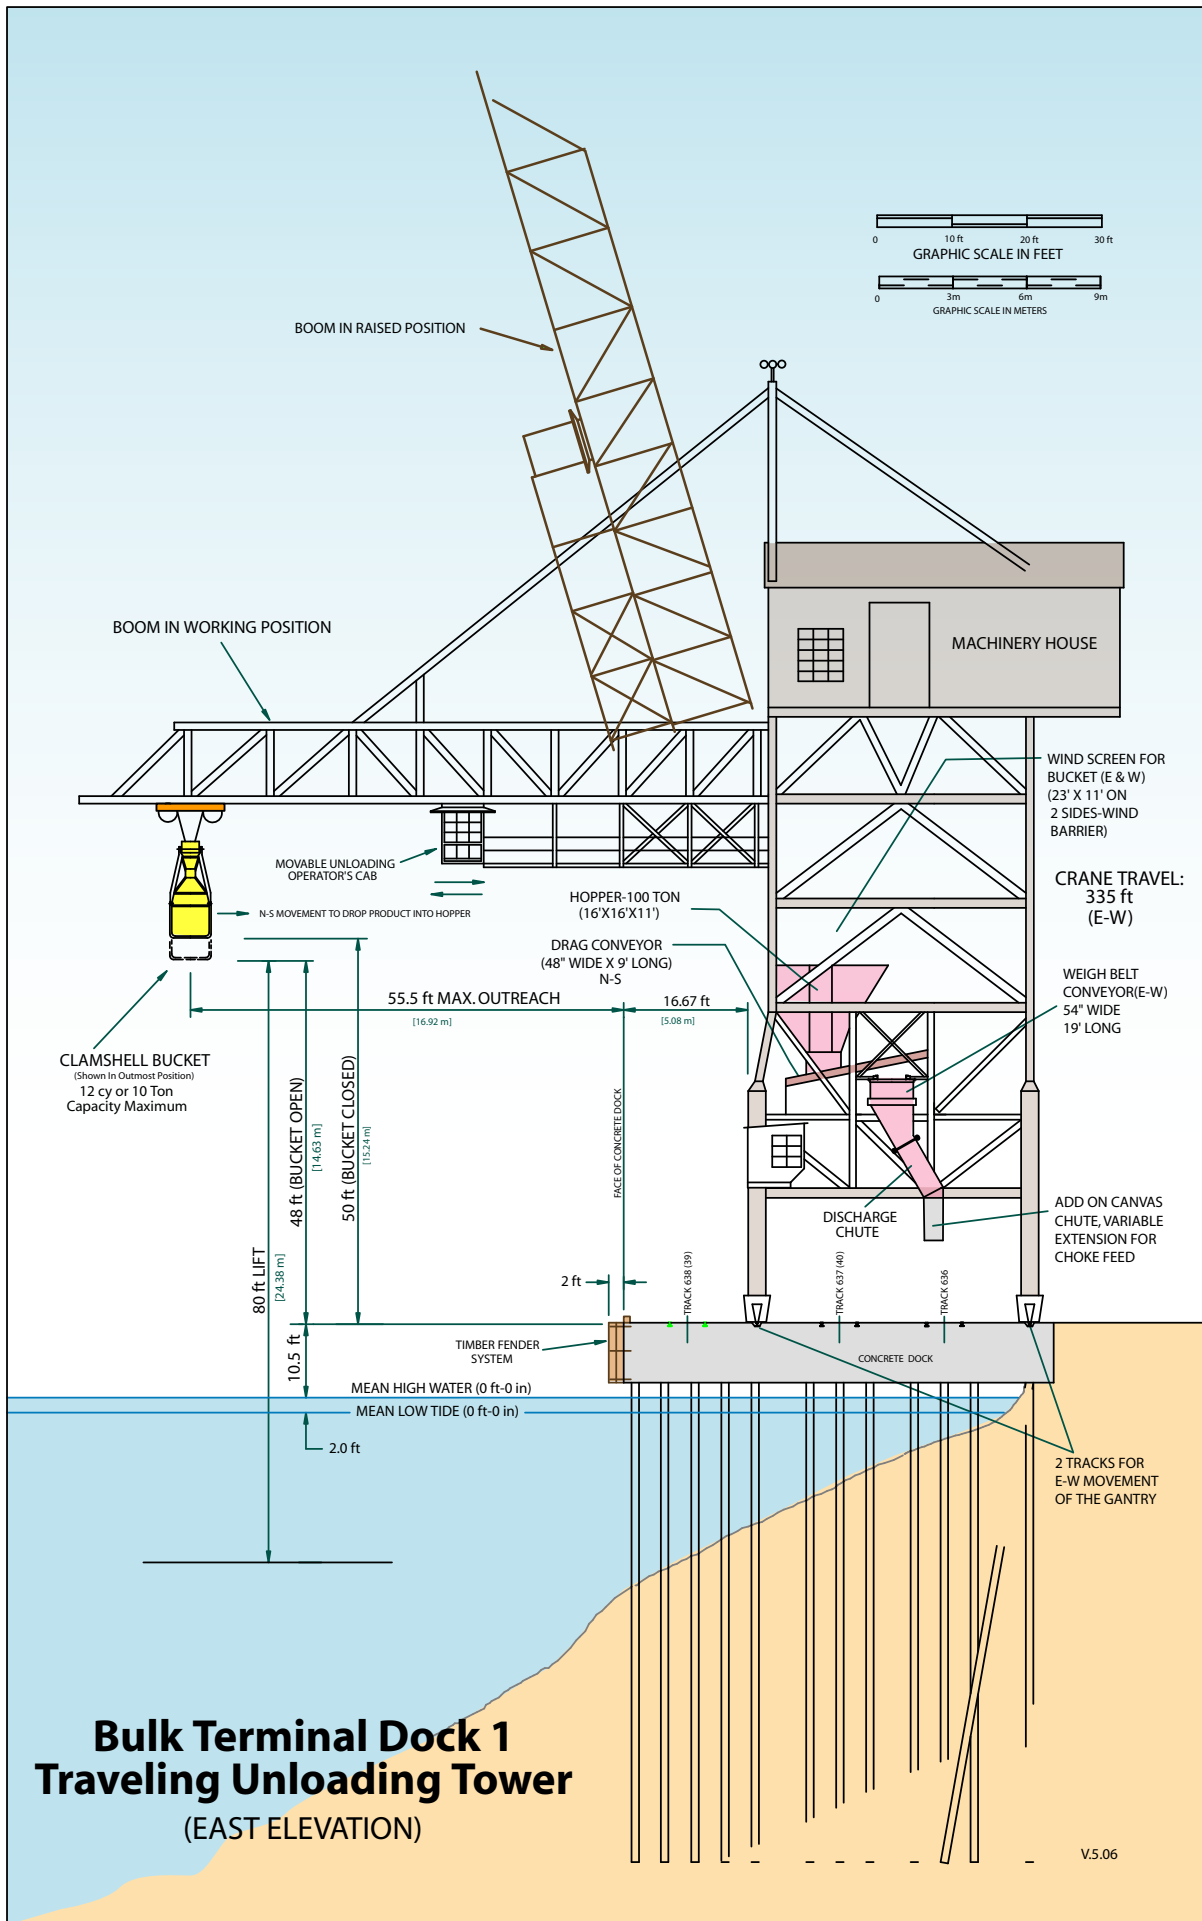 0
10 ft
20 ft
30 ft
GRAPHIC SCALE IN FEET
0
3m
6m
9m
GRAPHIC SCALE IN METERS
BOOM IN RAISED POSITION
BOOM IN WORKING POSITION
MACHINERY HOUSE
WIND SCREEN FOR
BUCKET (E & W)
(23' X 11' ON
2 SIDES-WIND
BARRIER)
MOVABLE UNLOADING
OPERATOR'S CAB
CRANE TRAVEL:
335 ft
(E-W)
HOPPER-100 TON
(16'X16'X11')
N-S MOVEMENT TO DROP PRODUCT INTO HOPPER
DRAG CONVEYOR
(48" WIDE X 9' LONG)
N-S
WEIGH BELT
CONVEYOR(E-W)
54" WIDE
19' LONG
55.5 ft MAX. OUTREACH
[16.92 m]
16.67 ft
[5.08 m]
CLAMSHELL BUCKET
(Shown In Outmost Position)
12 cy or 10 Ton
Capacity Maximum
48 ft (BUCKET OPEN)
[14.63 m]
50 ft (BUCKET CLOSED)
[15.24 m]
FACE OF CONCRETE DOCK
DISCHARGE
CHUTE
ADD ON CANVAS
CHUTE, VARIABLE
EXTENSION FOR
CHOKE FEED
80 ft LIFT
[24.38 m]
2 ft
TRACK 638 (39)
TRACK 637 (40)
TRACK 636
10.5 ft
TIMBER FENDER
SYSTEM
CONCRETE DOCK
MEAN HIGH WATER (0 ft-0 in)
MEAN LOW TIDE (0 ft-0 in)
2.0 ft
2 TRACKS FOR
E-W MOVEMENT
OF THE GANTRY
Bulk Terminal Dock 1
Traveling Unloading Tower
(EAST ELEVATION)
V.5.06